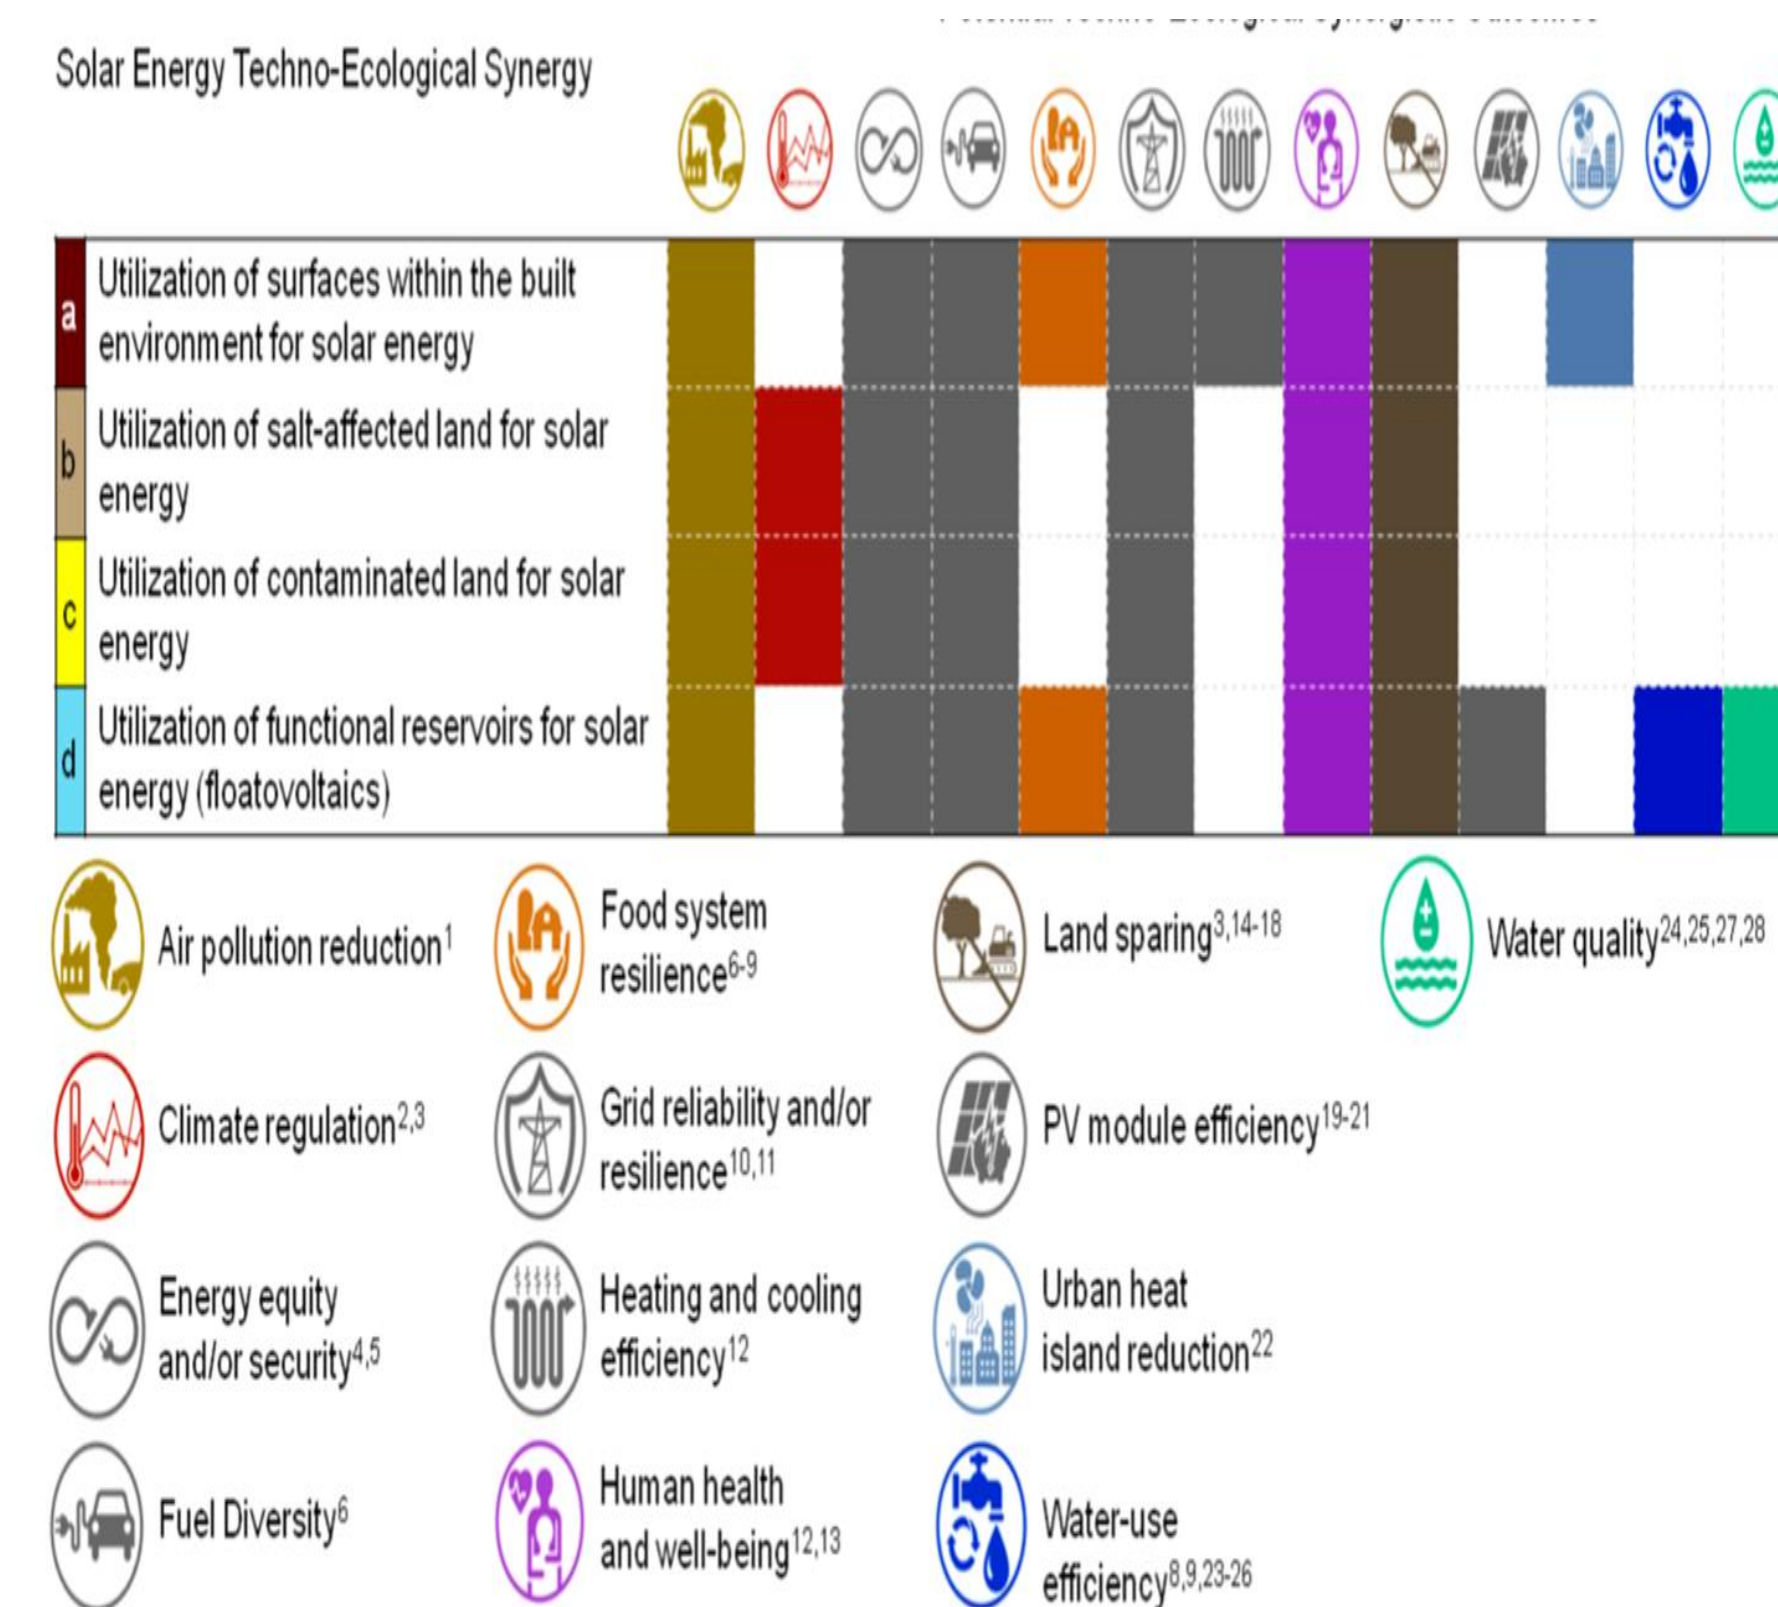 Solar Energy Techno-Ecological Synergy
a
Utilization of surfaces within the built
environment for solar energy
b
Utilization of salt-affected land for solar
energy
c
Utilization of contaminated land for solar
energy
d
Utilization of functional reservoirs for solar
energy (floatovoltaics)
Air pollution reduction1
Climate regulation2,3
Energy equity
and/or security4,5
Fuel Diversity6
Food system
resilience6-9
Grid reliability and/or
resilience10,11
Heating and cooling
efficiency12
Human health
and well-being12,13
Land sparing3,14-18
PV module efficiency19-21
Urban heat
island reduction22
Water-use
efficiency8,9,23-26
Water quality24,25,27,28